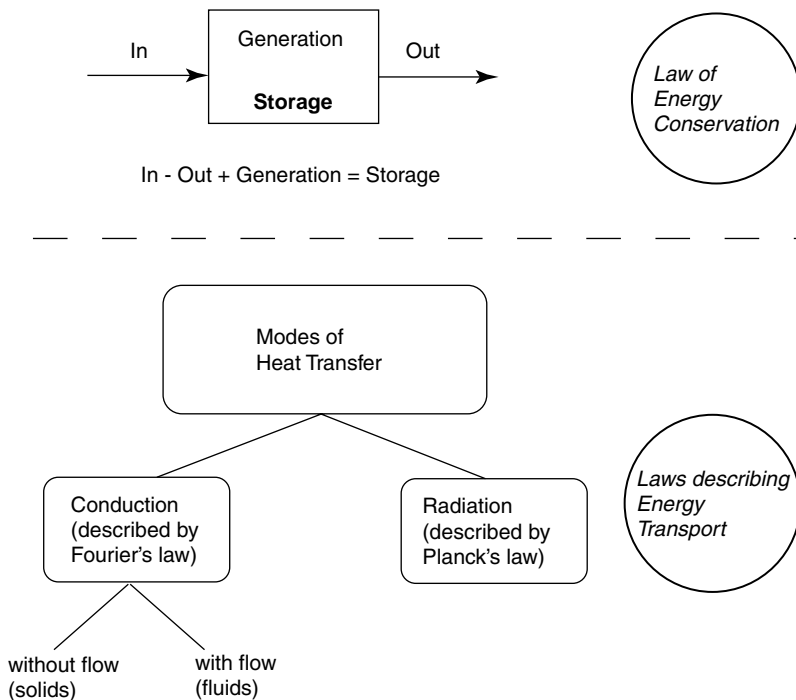 In
Generation
Out
Storage
Law of
Energy
Conservation
In - Out + Generation = Storage
Modes of
Heat Transfer
Conduction
(described by
Fourier's law)
Radiation
(described by
Planck's law)
Laws describing
Energy
Transport
without flow
(solids)
with flow
(fluids)